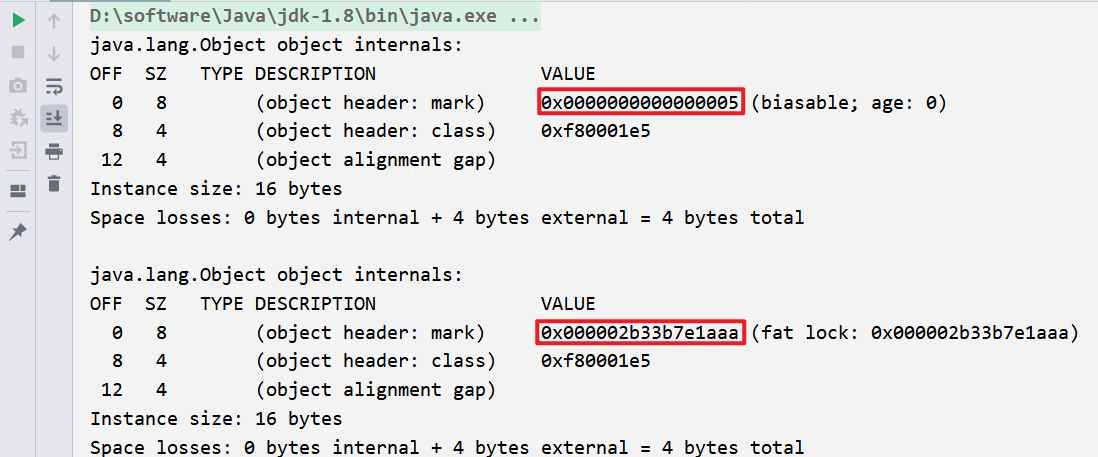 D:\software\Java\jdk-1.8\bin\java.exe ...
java.lang.Object object internals:
OFF  SZ   TYPE DESCRIPTION               VALUE
  0   8        (object header: mark)     0x0000000000000005 (biasable; age: 0)
  8   4        (object header: class)    0xf80001e5
 12   4        (object alignment gap)
Instance size: 16 bytes
Space losses: 0 bytes internal + 4 bytes external = 4 bytes total

java.lang.Object object internals:
OFF  SZ   TYPE DESCRIPTION               VALUE
  0   8        (object header: mark)     0x000002b33b7e1aaa (fat lock: 0x000002b33b7e1aaa)
  8   4        (object header: class)    0xf80001e5
 12   4        (object alignment gap)
Instance size: 16 bytes
Space losses: 0 bytes internal + 4 bytes external = 4 bytes total